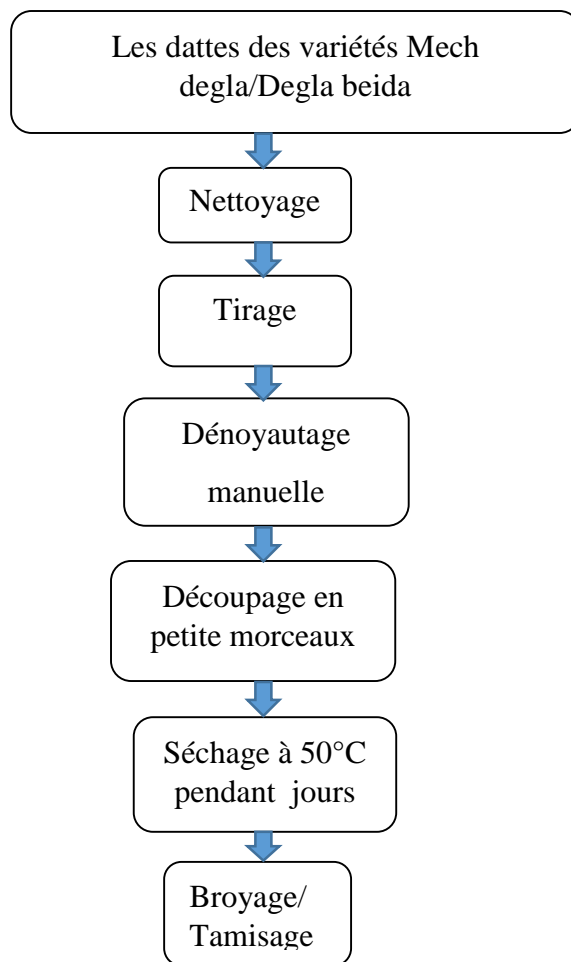 Les dattes des variétés Mech
degla/Degla beida
Nettoyage
Tirage
Dénoyautage
manuelle
Découpage en
petite morceaux
Séchage à 50°C
pendant jours
Broyage/
Tamisage